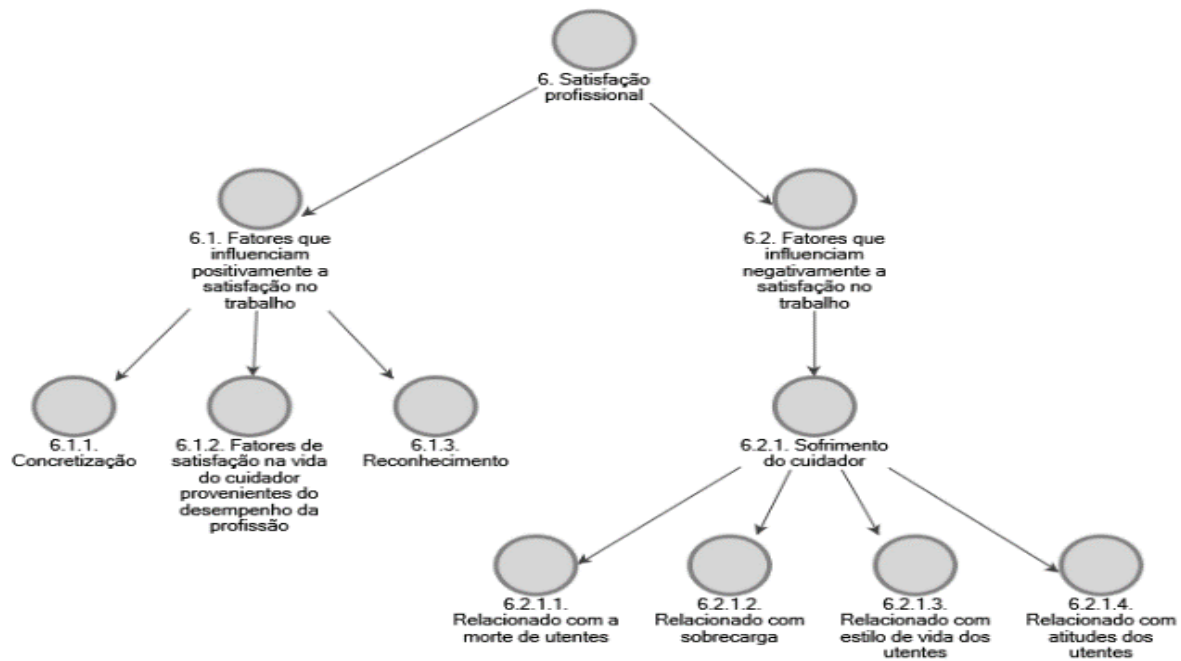 6. Satisfação
profissional
6.1. Fatores que
influenciam
positivamente a
satisfação no
trabalho
6.2. Fatores que
influenciam
negativamente a
satisfação no
trabalho
6.1.1.
Concretização
6.1.2. Fatores de
satisfação na vida
do cuidador
provenientes do
desempenho da
profissão
6.1.3.
Reconhecimento
6.2.1. Sofrimento
do cuidador
6.2.1.1.
Relacionado com a
morte de utentes
6.2.1.2.
Relacionado com
sobrecarga
6.2.1.3.
Relacionado com
estilo de vida dos
utentes
6.2.1.4.
Relacionado com
atitudes dos
utentes